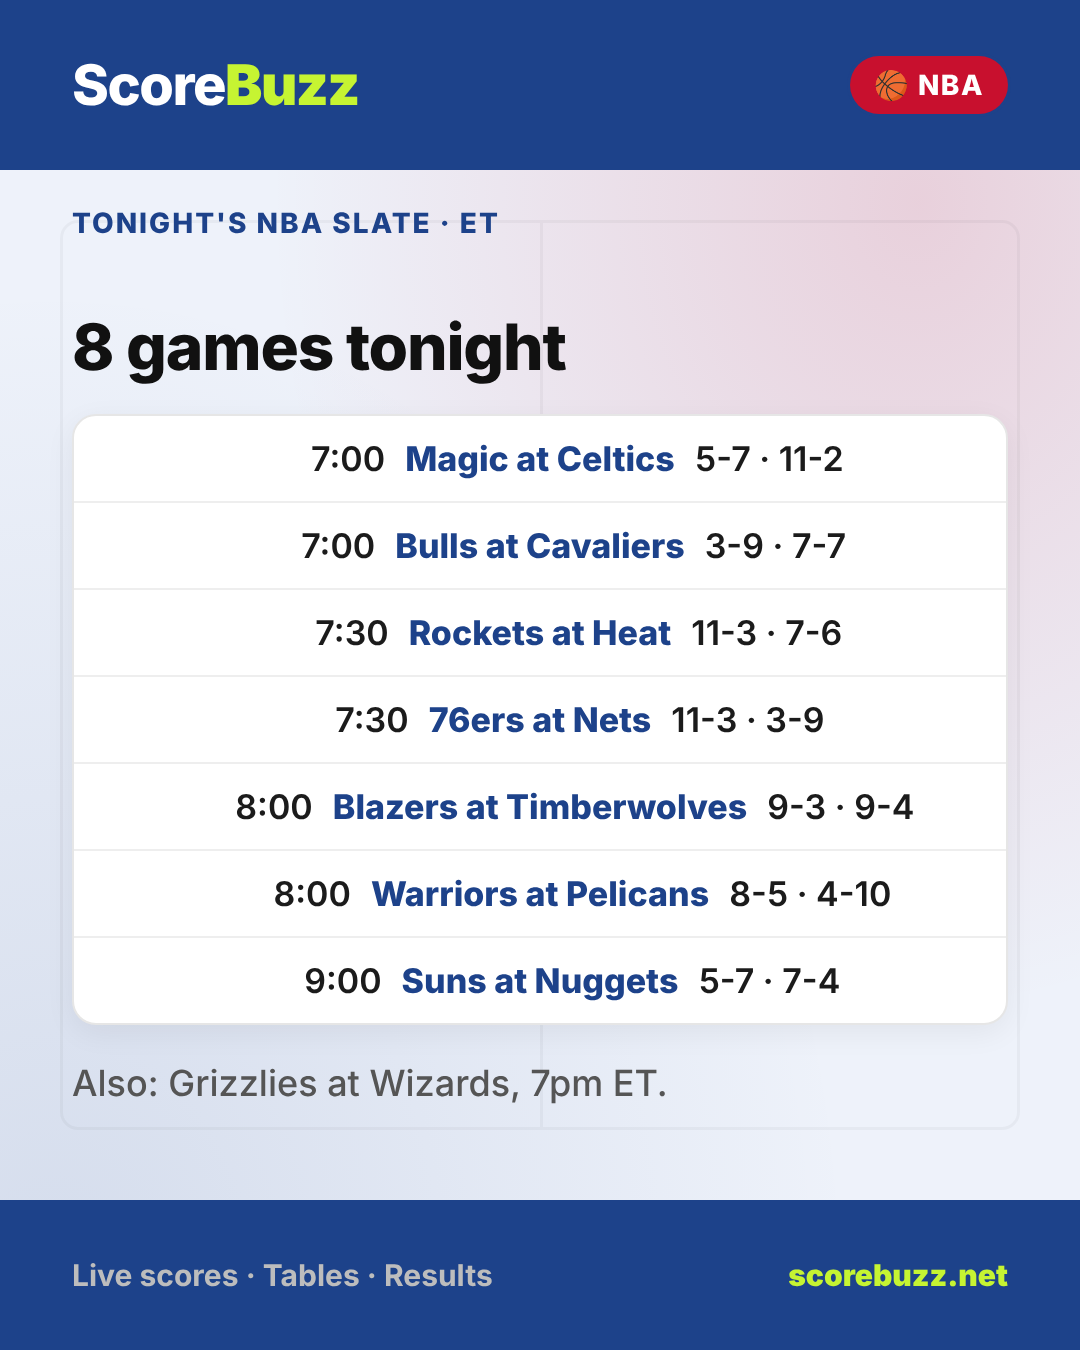 ScoreBuzz
🏀 NBA
TONIGHT'S NBA SLATE · ET
8 games tonight
7:00 Magic at Celtics 5-7 · 11-2
7:00 Bulls at Cavaliers 3-9 · 7-7
7:30 Rockets at Heat 11-3 · 7-6
7:30 76ers at Nets 11-3 · 3-9
8:00 Blazers at Timberwolves 9-3 · 9-4
8:00 Warriors at Pelicans 8-5 · 4-10
9:00 Suns at Nuggets 5-7 · 7-4
Also: Grizzlies at Wizards, 7pm ET.
Live scores · Tables · Results
scorebuzz.net